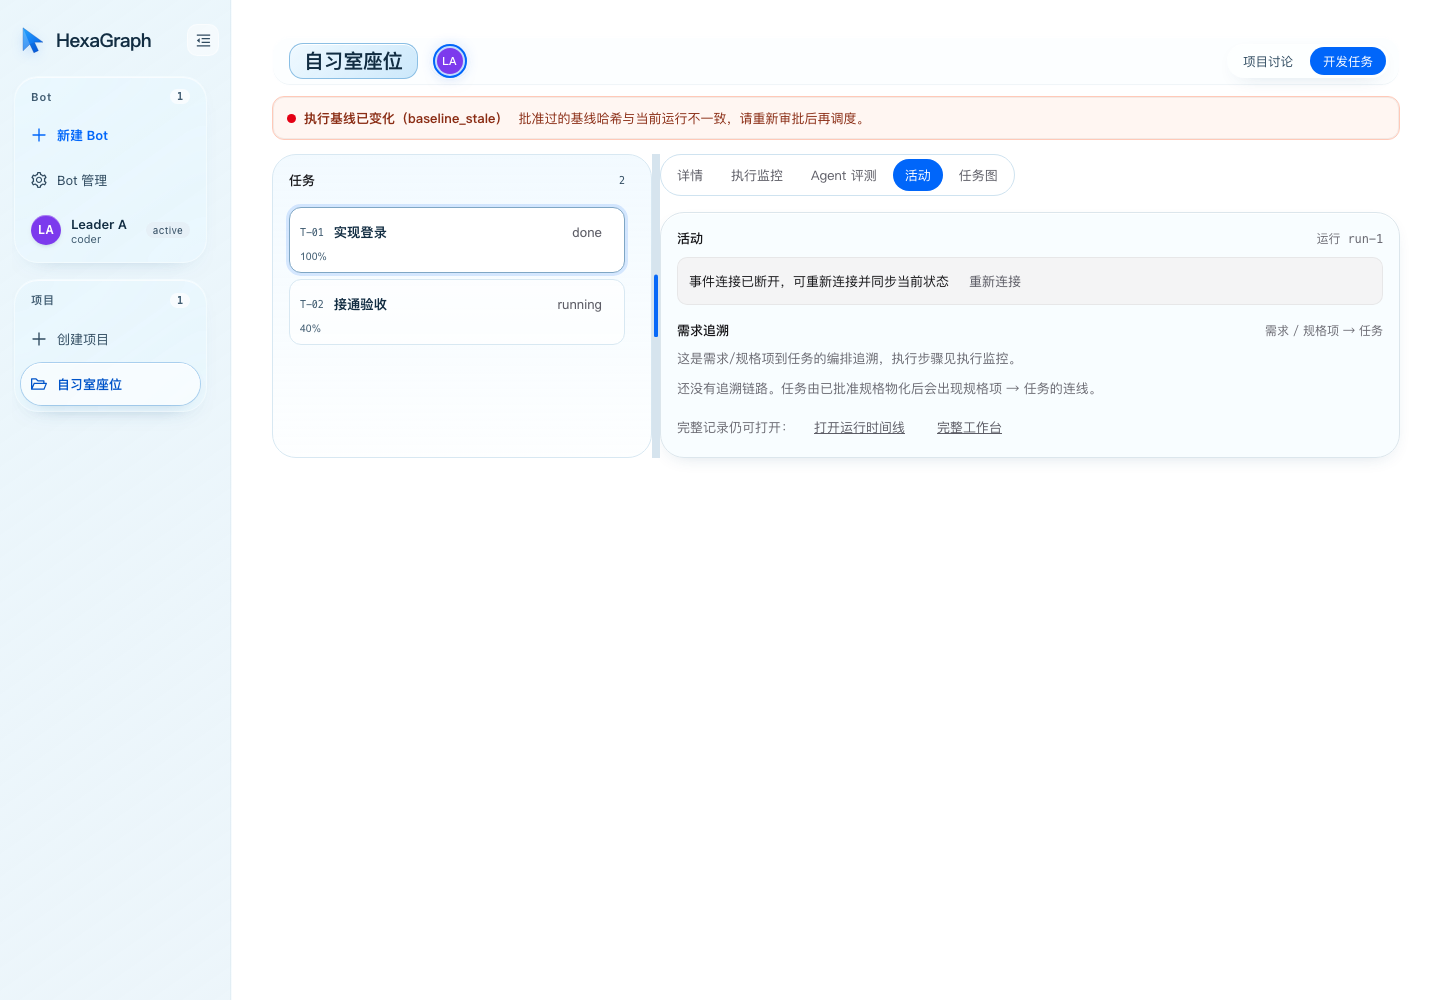 HexaGraph
Bot 1
新建 Bot
Bot 管理
LA Leader A active
coder
项目 1
创建项目
自习室座位
自习室座位 LA 项目讨论 开发任务
执行基线已变化（baseline_stale） 批准过的基线哈希与当前运行不一致，请重新审批后再调度。
任务 2
T-01 实现登录 done
100%
T-02 接通验收 running
40%
详情 执行监控 Agent 评测 活动 任务图
活动 运行 run-1
事件连接已断开，可重新连接并同步当前状态 重新连接
需求追溯 需求 / 规格项 → 任务
这是需求/规格项到任务的编排追溯，执行步骤见执行监控。
还没有追溯链路。任务由已批准规格物化后会出现规格项 → 任务的连线。
完整记录仍可打开： 打开运行时间线 完整工作台